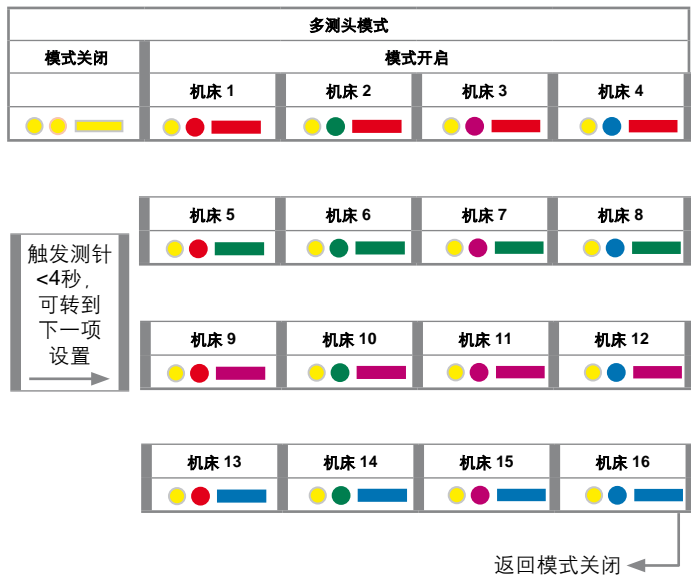 多测头模式
模式关闭 模式开启
机床 1 机床 2 机床 3 机床 4
机床 5 机床 6 机床 7 机床 8
触发测针
<4秒，
可转到
下一项
设置
机床 9 机床 10 机床 11 机床 12
机床 13 机床 14 机床 15 机床 16
返回模式关闭